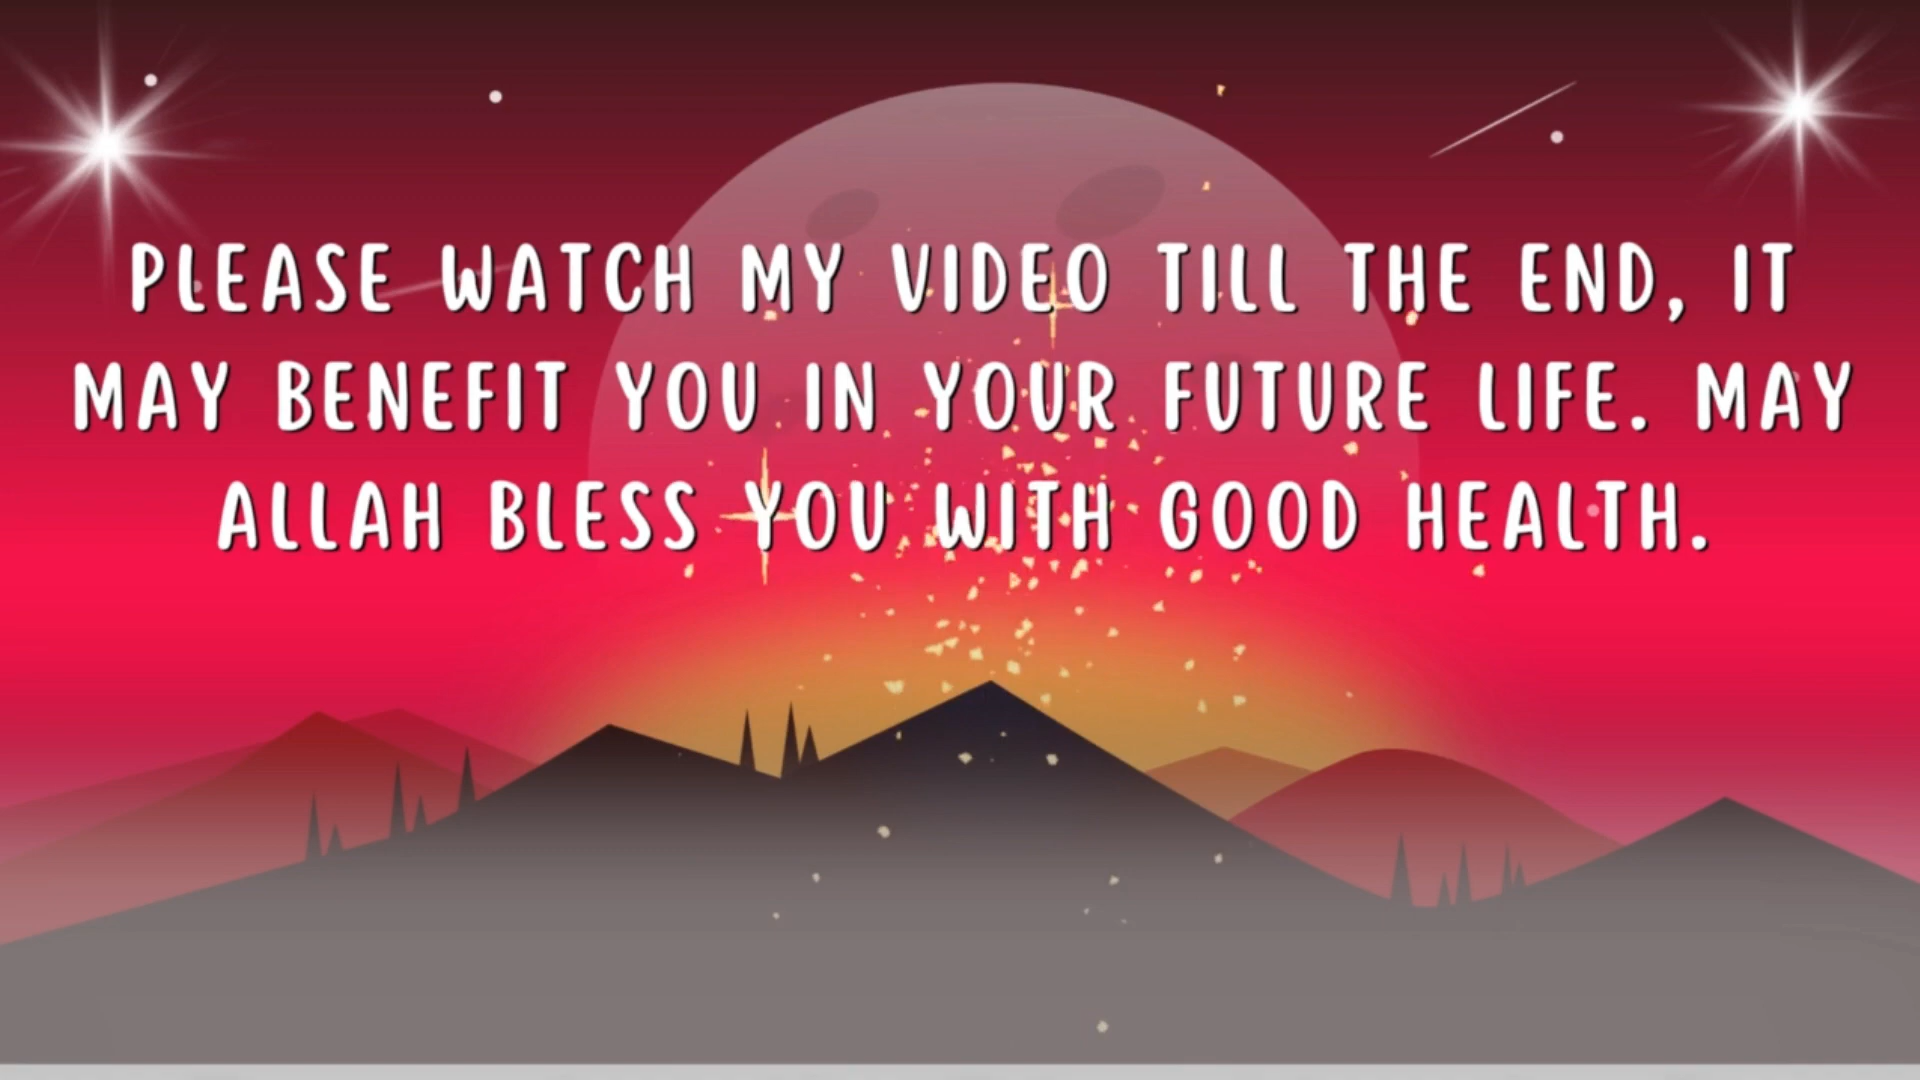 PLEASE WATCH MY VIDEO TILL THE END, IT
MAY BENEFIT YOU IN YOUR FUTURE LIFE. MAY
ALLAH BLESS YOU WITH GOOD HEALTH.